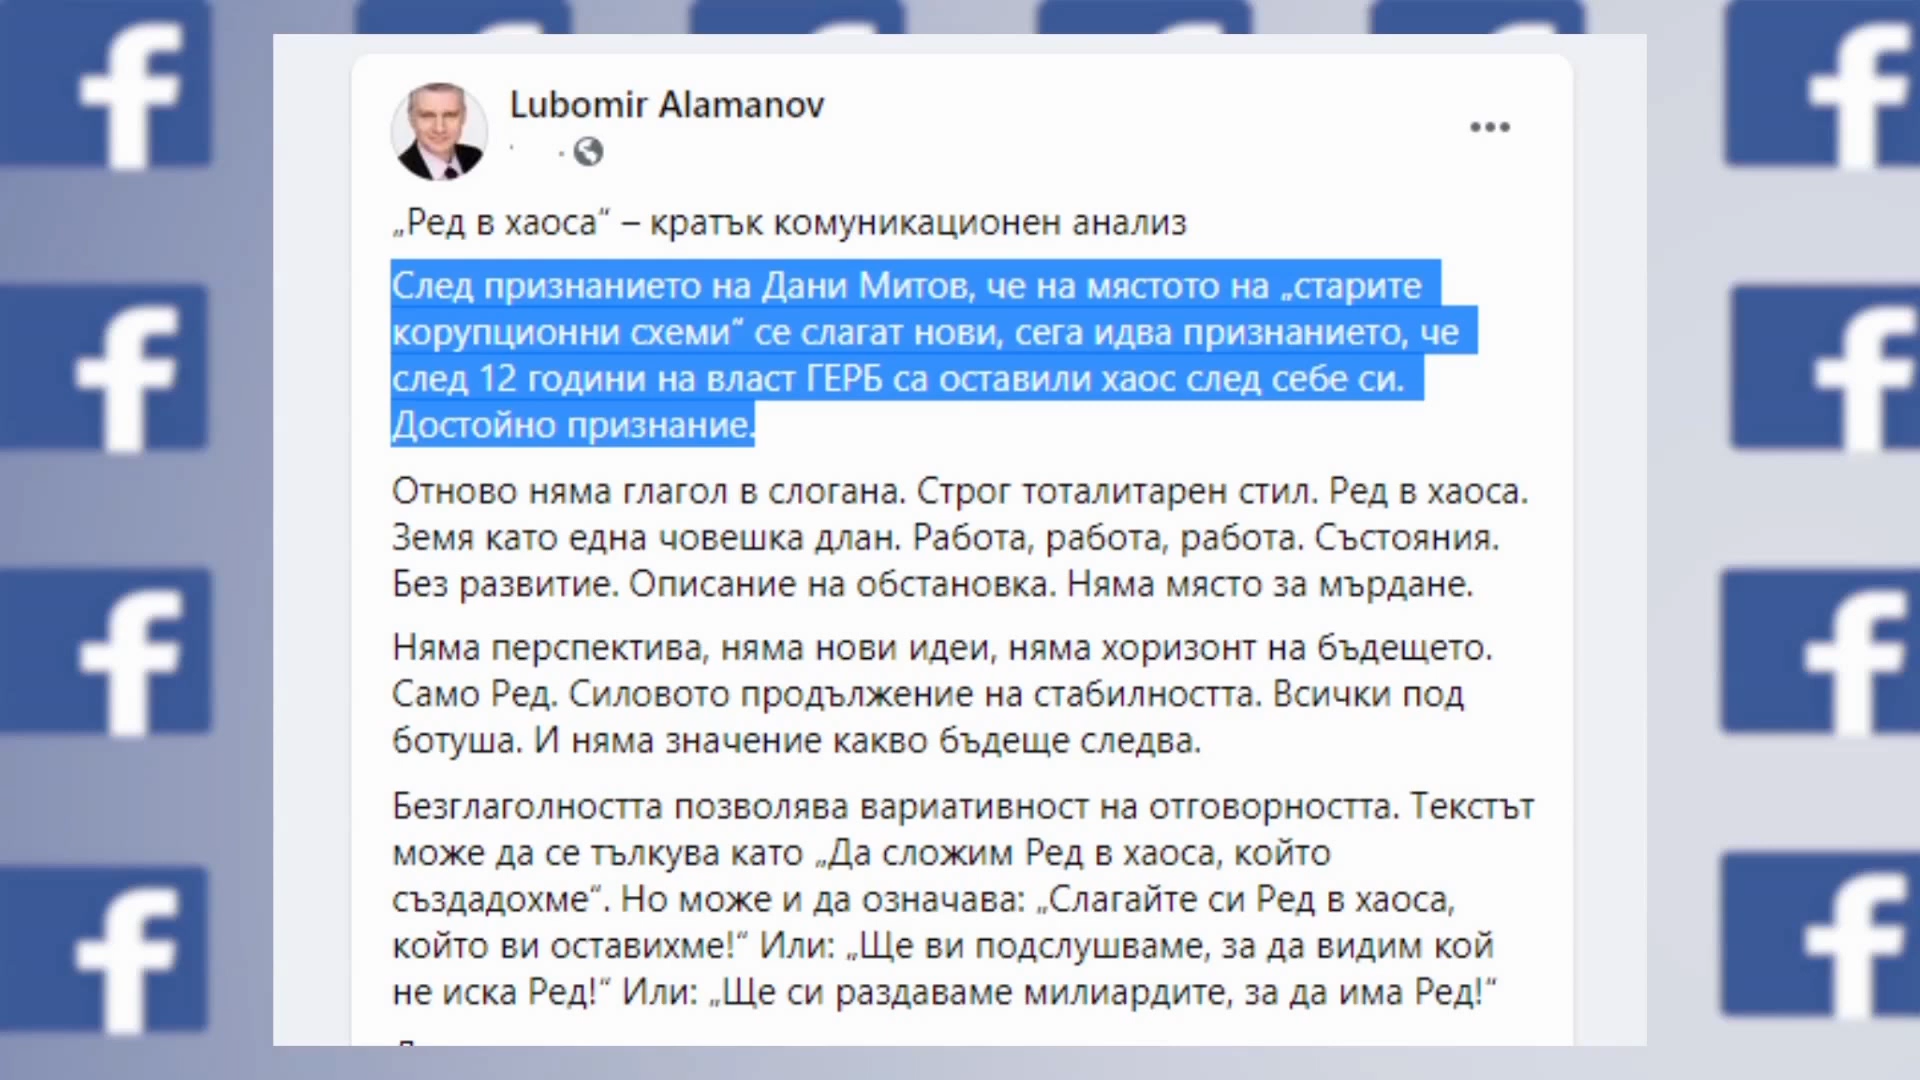 Lubomir Alamanov
„Ред в хаоса“ – кратък комуникационен анализ
След признанието на Дани Митов, че на мястото на „старите
корупционни схеми“ се слагат нови, сега идва признанието, че
след 12 години на власт ГЕРБ са оставили хаос след себе си.
Достойно признание.
Отново няма глагол в слогана. Строг тоталитарен стил. Ред в хаоса.
Земя като една човешка длан. Работа, работа, работа. Състояния.
Без развитие. Описание на обстановка. Няма място за мърдане.
Няма перспектива, няма нови идеи, няма хоризонт на бъдещето.
Само Ред. Силовото продължение на стабилността. Всички под
ботуша. И няма значение какво бъдеще следва.
Безглаголността позволява вариативност на отговорността. Текстът
може да се тълкува като „Да сложим Ред в хаоса, който
създадохме“. Но може и да означава: „Слагайте си Ред в хаоса,
който ви оставихме!“ Или: „Ще ви подслушваме, за да видим кой
не иска Ред!“ Или: „Ще си раздаваме милиардите, за да има Ред!“